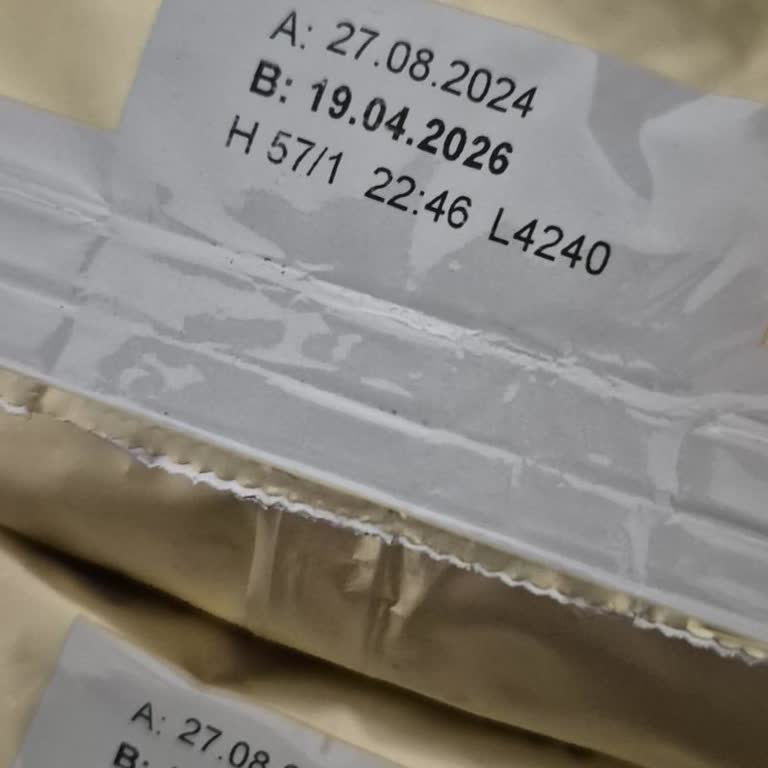 A: 27.08.2024
B: 19.04.2026
H 57/1 22:46 L4240
A: 27.08
B: